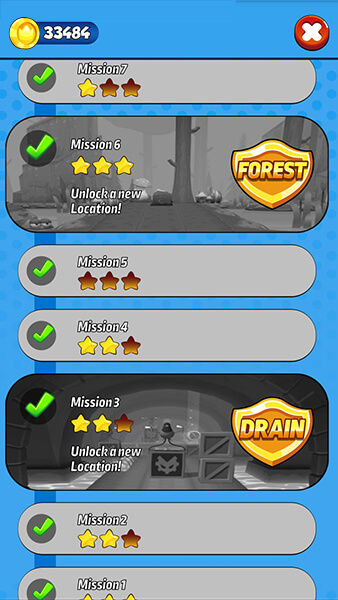 33484
Mission 7
Mission 6
FOREST
Unlock a new
Location!
Mission 5
Mission 4
Mission 3
DRAIN
Unlock a new
Location!
Mission 2
Mission 1